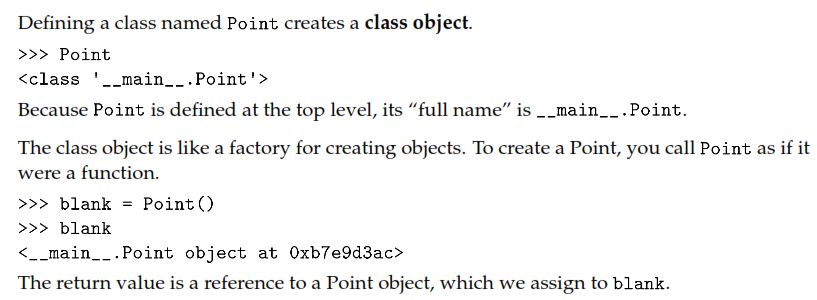 Defining a class named Point creates a class object.
>>> Point
<class '__main__.Point'>
Because Point is defined at the top level, its “full name” is __main__.Point.
The class object is like a factory for creating objects. To create a Point, you call Point as if it
were a function.
>>> blank = Point()
>>> blank
<__main__.Point object at 0xb7e9d3ac>
The return value is a reference to a Point object, which we assign to blank.